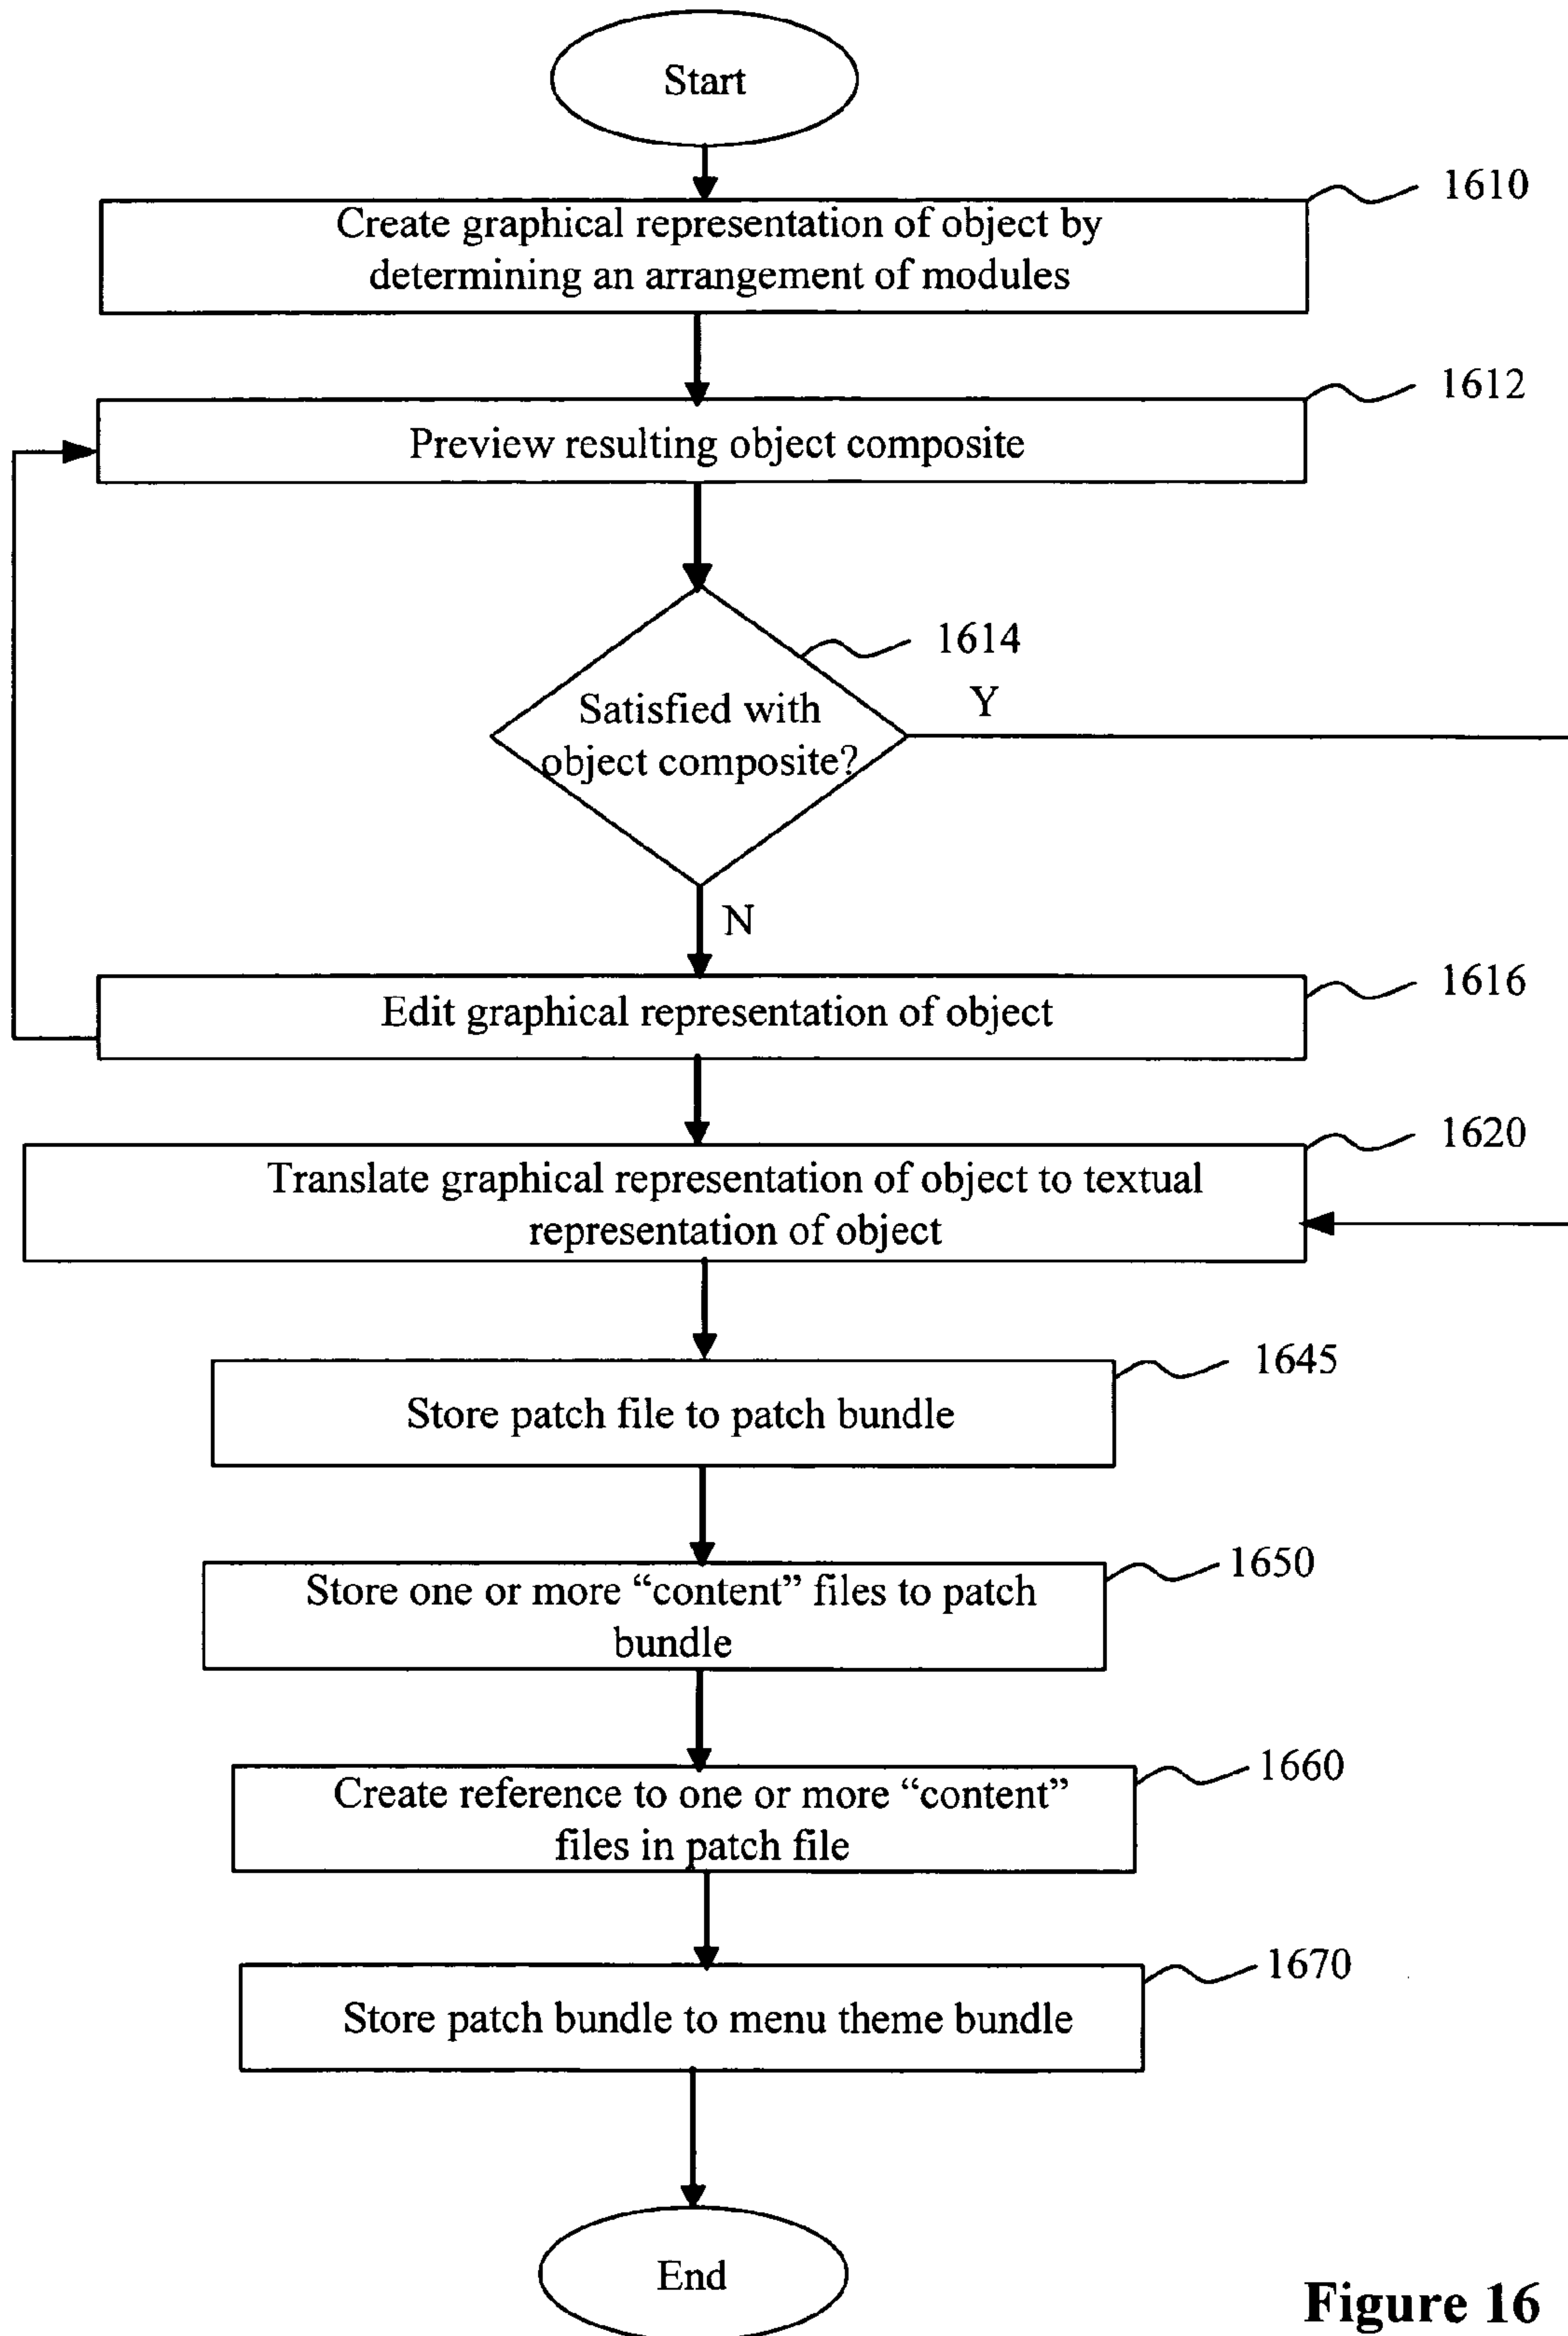 Start
1610
Create graphical representation of object by
determining an arrangement of modules
1612
Preview resulting object composite
1614
Y
Satisfied with
object composite?
N
1616
Edit graphical representation of object
1620
Translate graphical representation of object to textual
representation of object
1645
Store patch file to patch bundle
1650
Store one or more “content” files to patch
bundle
1660
Create reference to one or more “content”
files in patch file
1670
Store patch bundle to menu theme bundle
End
Figure 16